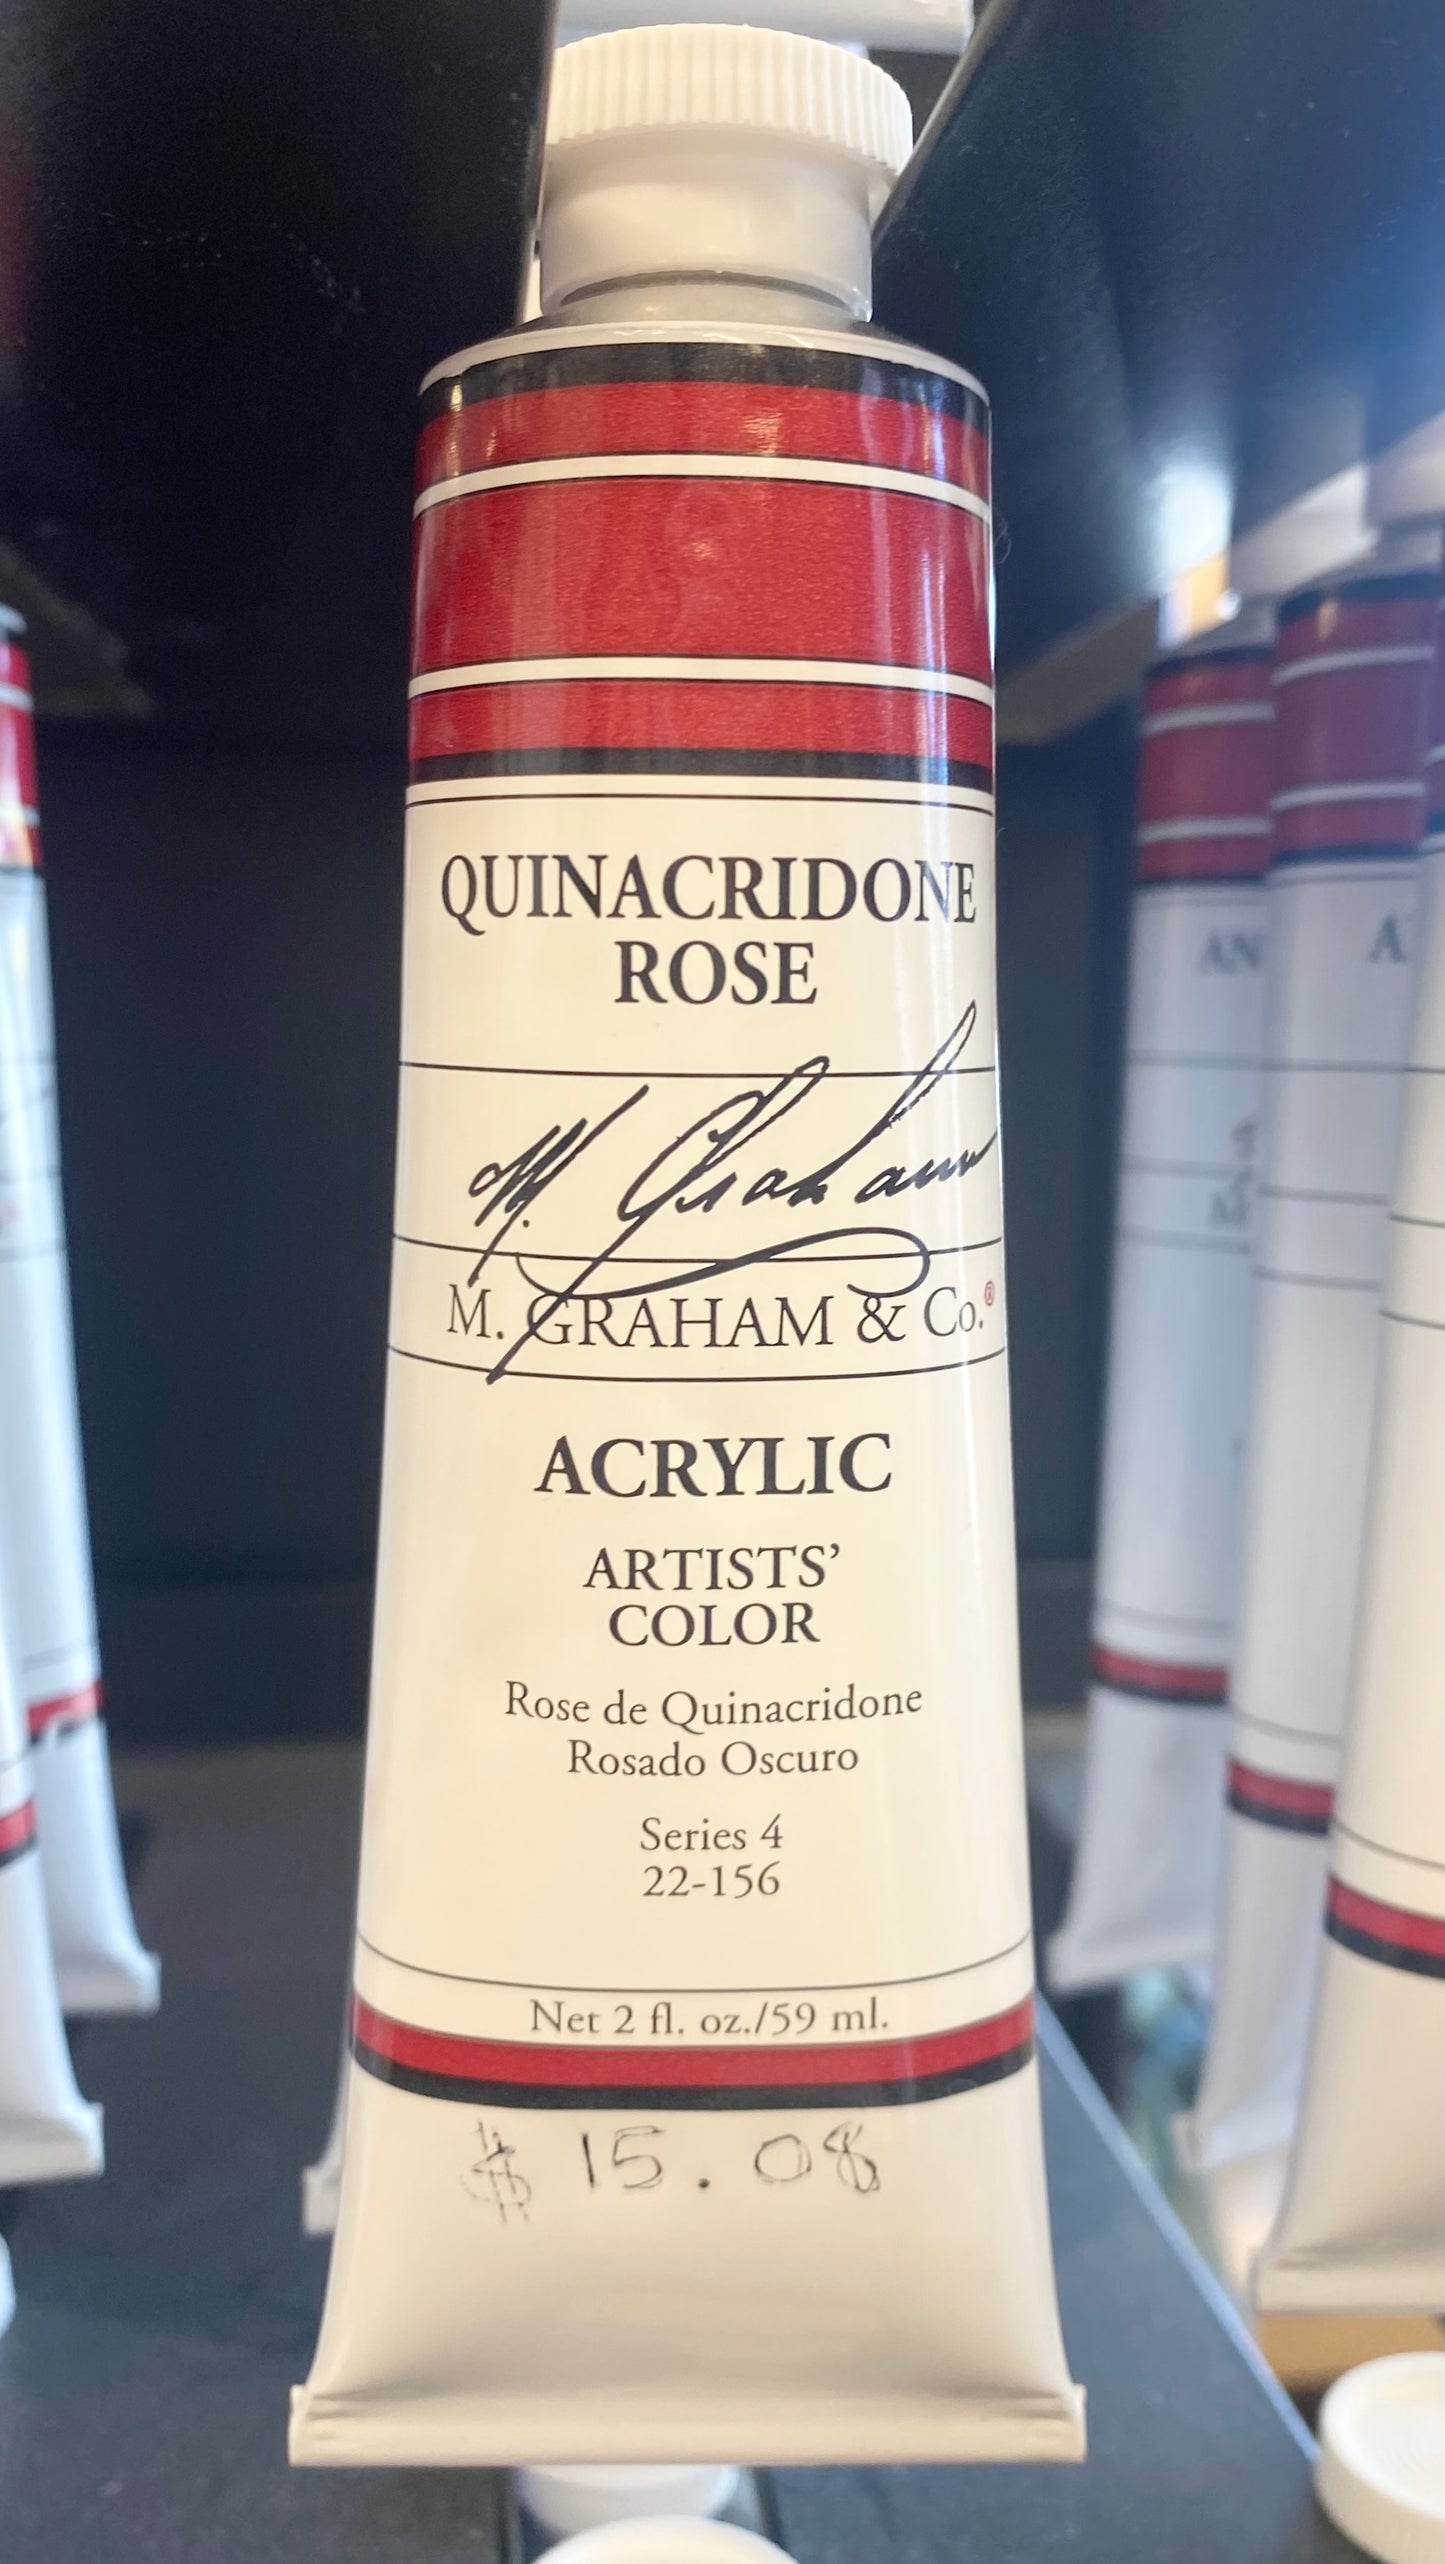 QUINACRIDONE
ROSE
M. Graham
M. GRAHAM & Co.®
ACRYLIC
ARTISTS’
COLOR
Rose de Quinacridone
Rosado Oscuro
Series 4
22-156
Net 2 fl. oz./59 ml.
$ 15.08